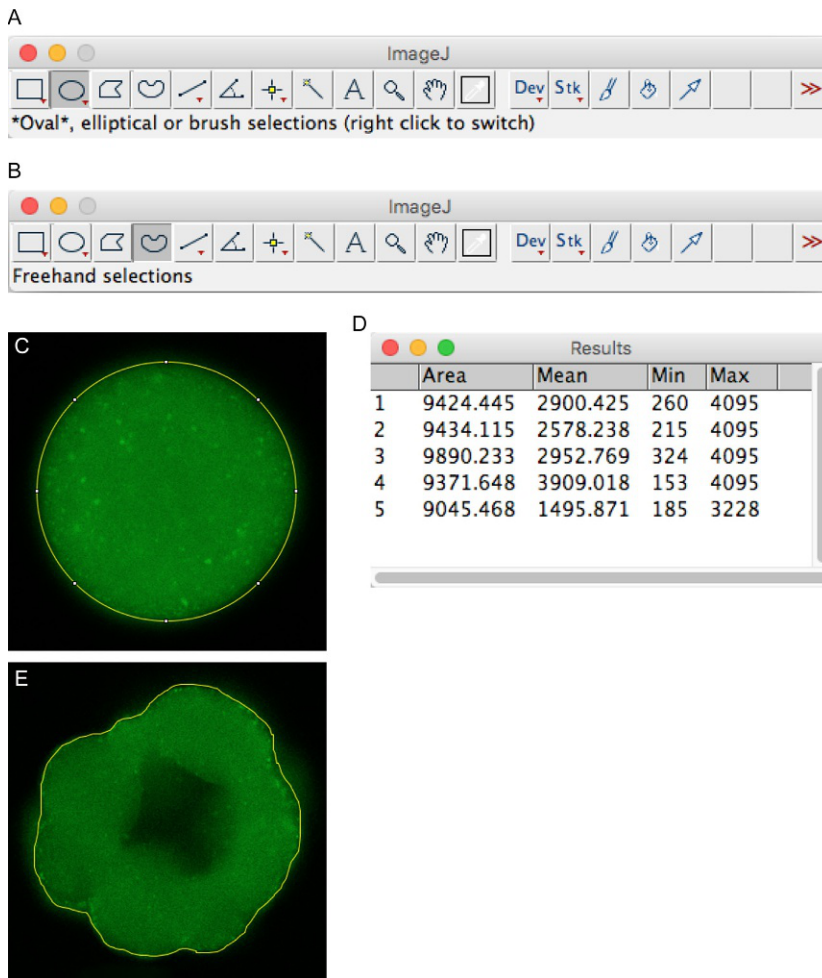 A
ImageJ
A Dev Stk >>
*Oval*, elliptical or brush selections (right click to switch)
B
ImageJ
A Dev Stk >>
Freehand selections
C
D
Results
Area Mean Min Max
1 9424.445 2900.425 260 4095
2 9434.115 2578.238 215 4095
3 9890.233 2952.769 324 4095
4 9371.648 3909.018 153 4095
5 9045.468 1495.871 185 3228
E